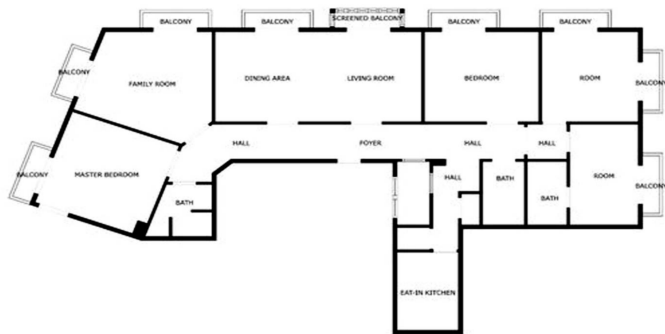 BALCONY
BALCONY
SCREENED BALCONY
BALCONY
BALCONY
BALCONY
FAMILY ROOM
DINING AREA
LIVING ROOM
BEDROOM
ROOM
BALCONY
HALL
FOYER
HALL
HALL
BALCONY
MASTER BEDROOM
HALL
BATH
ROOM
BALCONY
BATH
BATH
EAT-IN KITCHEN